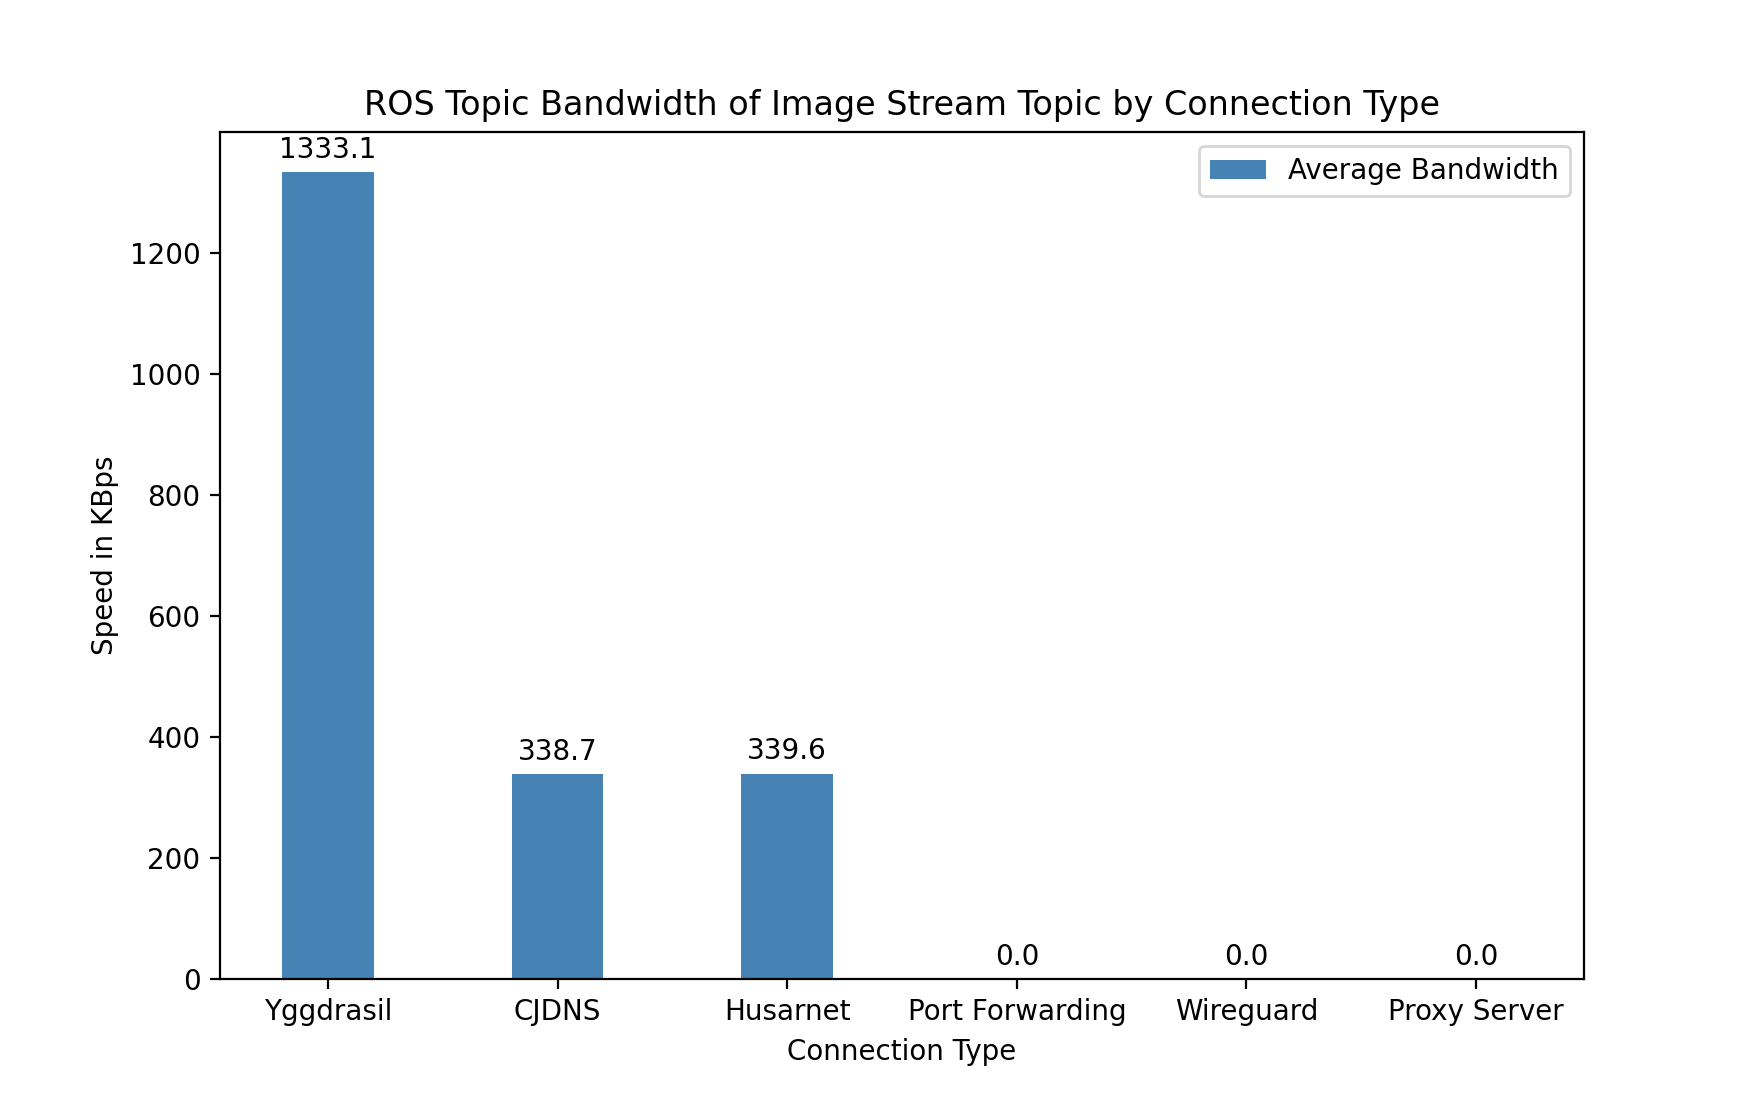 ROS Topic Bandwidth of Image Stream Topic by Connection Type
Average Bandwidth
Speed in KBps
1200
1000
800
600
400
200
0
1333.1
338.7
339.6
0.0
0.0
0.0
Yggdrasil
CJDNS
Husarnet
Port Forwarding
Wireguard
Proxy Server
Connection Type